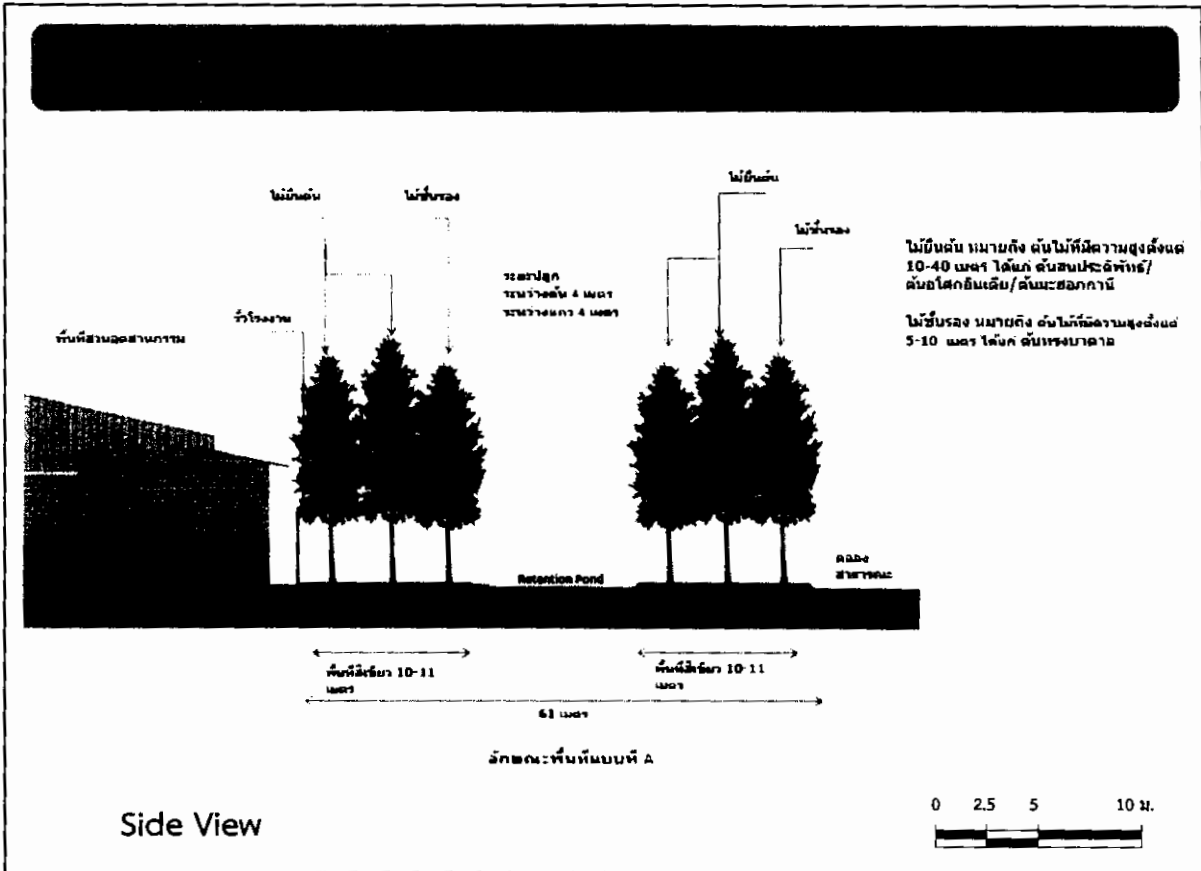 ไม้ยืนต้น
ไม้ชั้นรอง
ไม้ยืนต้น
ไม้ชั้นรอง
ไม้ยืนต้น หมายถึง ต้นไม้ที่มีความสูงตั้งแต่
10-40 เมตร ได้แก่ ต้นสนประดิพัทธ์/
ต้นอโศกอินเดีย/ต้นมะฮอกกานี
ไม้ชั้นรอง หมายถึง ต้นไม้ที่มีความสูงตั้งแต่
5-10 เมตร ได้แก่ ต้นทรงบาดาล
ระยะปลูก
ระหว่างต้น 4 เมตร
ระหว่างแถว 4 เมตร
รั้วโรงงาน
พื้นที่สวนอุตสาหกรรม
Retention Pond
คลอง
สาธารณะ
พื้นที่สีเขียว 10-11
เมตร
พื้นที่สีเขียว 10-11
เมตร
61 เมตร
ลักษณะพื้นที่แบบที่ A
Side View
0 2.5 5 10 ม.